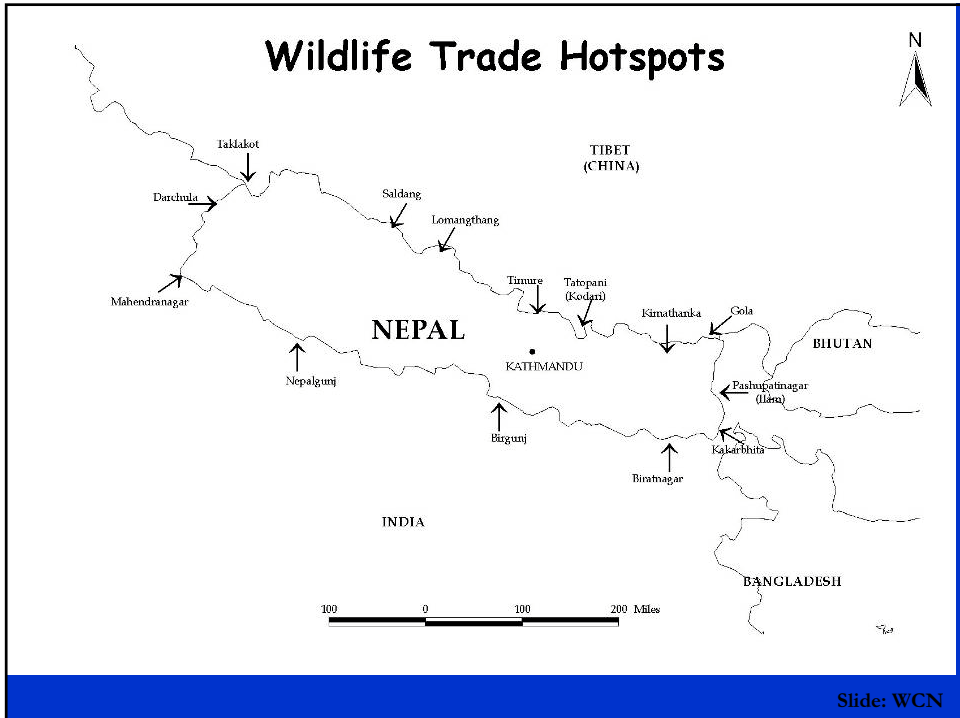 Wildlife Trade Hotspots
N
Taklakot
TIBET
(CHINA)
Darchula
Saldang
Lomangthang
Timure
Tatopani
(Kodari)
Mahendranagar
Kimathanka
Gola
NEPAL
BHUTAN
KATHMANDU
Nepalgunj
Pashupatinagar
(Ilam)
Birgunj
Kakarbhita
Biratnagar
INDIA
BANGLADESH
100 0 100 200 Miles
Slide: WCN